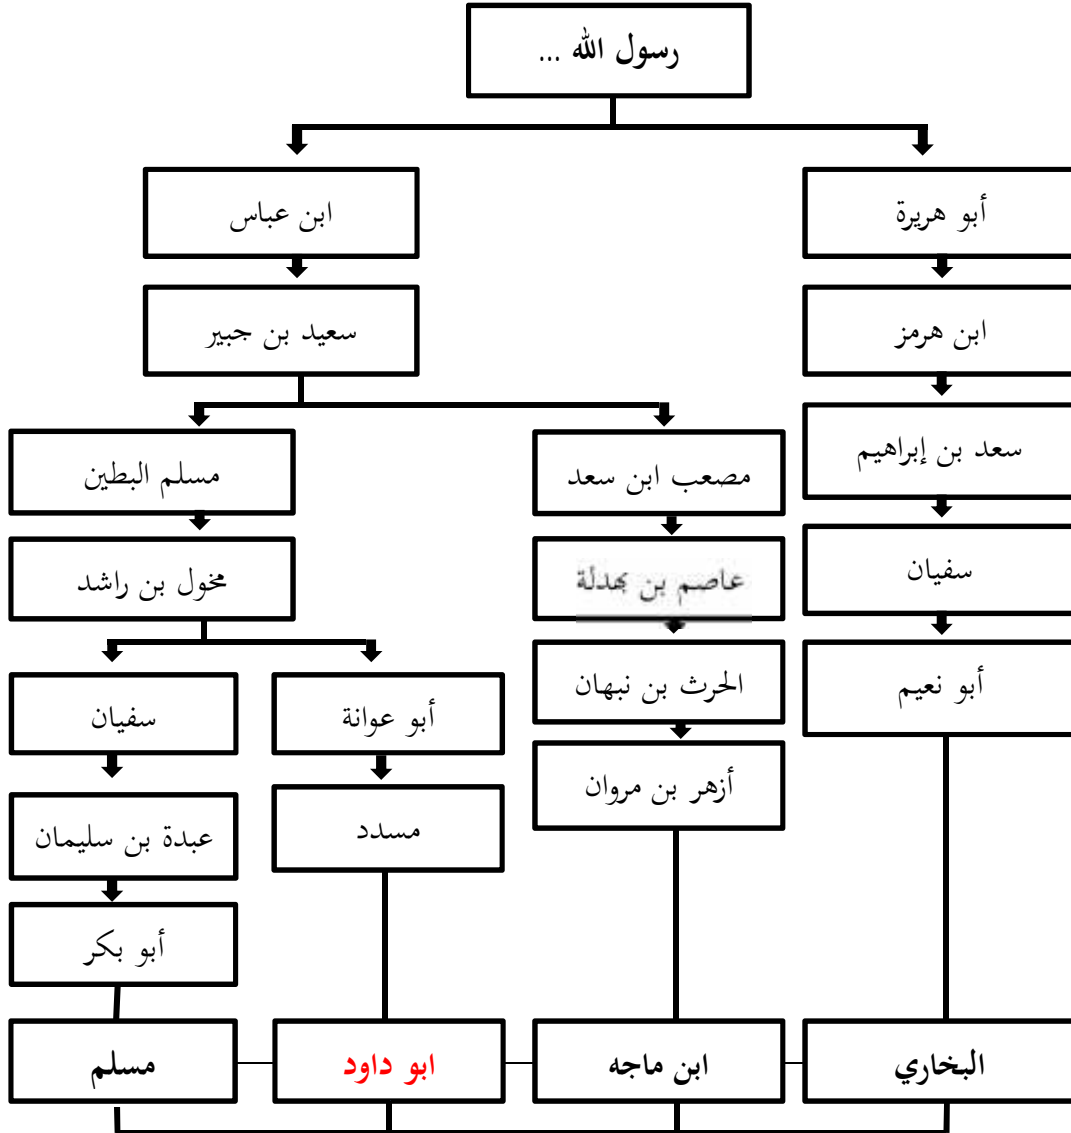 رسول الله ...
أبو هريرة
ابن عباس
ابن هرمز
سعيد بن جبير
سعد بن إبراهيم
مصعب ابن سعد
مسلم البطين
سفيان
عاصم بن بهدلة
مخول بن راشد
أبو نعيم
الحرث بن نبهان
أبو عوانة
سفيان
أزهر بن مروان
مسدد
عبدة بن سليمان
أبو بكر
البخاري
ابن ماجه
ابو داود
مسلم